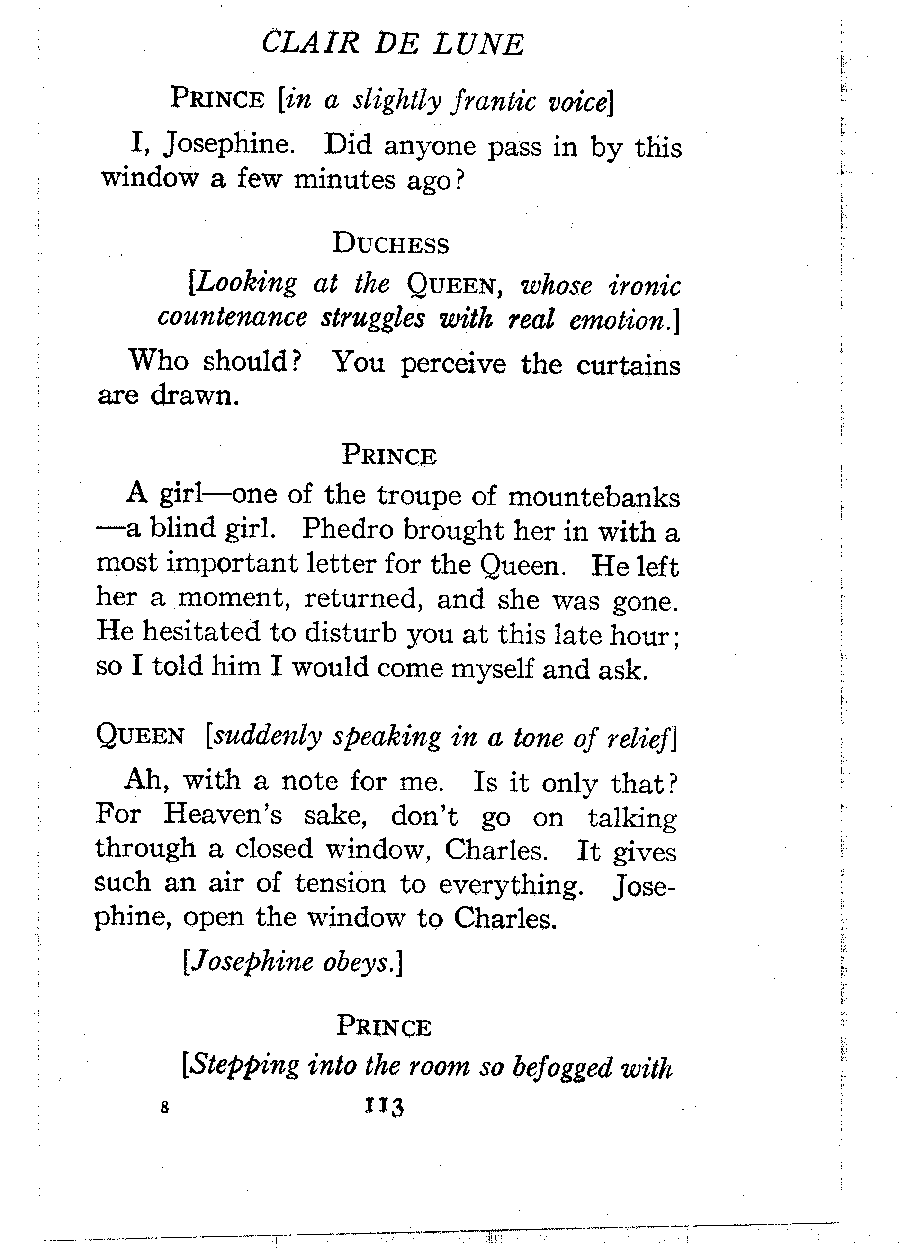 CLAIR DE LUNE
PRINCE [in a slightly frantic voice]
I, Josephine. Did anyone pass in by this
window a few minutes ago?
DUCHESS
[Looking at the QUEEN, whose ironic
countenance struggles with real emotion.]
Who should? You perceive the curtains
are drawn.
PRINCE
A girl—one of the troupe of mountebanks
—a blind girl. Phedro brought her in with a
most important letter for the Queen. He left
her a moment, returned, and she was gone.
He hesitated to disturb you at this late hour;
so I told him I would come myself and ask.
QUEEN [suddenly speaking in a tone of relief]
Ah, with a note for me. Is it only that?
For Heaven's sake, don't go on talking
through a closed window, Charles. It gives
such an air of tension to everything. Jose-
phine, open the window to Charles.
[Josephine obeys.]
PRINCE
[Stepping into the room so befogged with
8 113